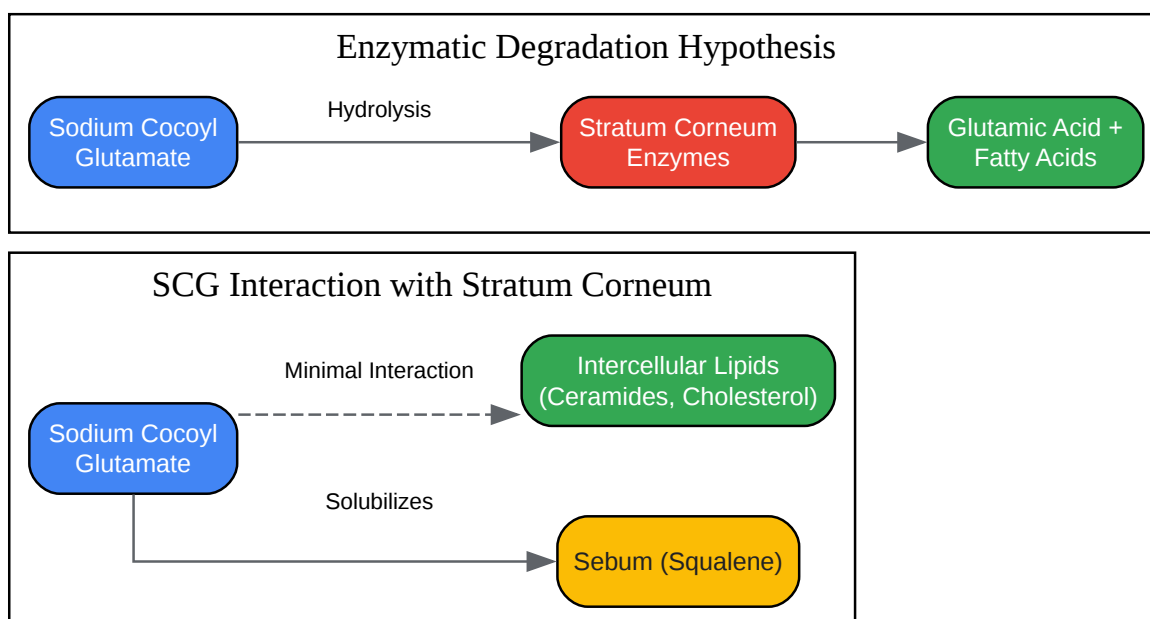 Enzymatic Degradation Hypothesis
Sodium Cocoyl
Glutamate
Hydrolysis
Stratum Corneum
Enzymes
Glutamic Acid +
Fatty Acids
SCG Interaction with Stratum Corneum
Sodium Cocoyl
Glutamate
Minimal Interaction
Intercellular Lipids
(Ceramides, Cholesterol)
Solubilizes
Sebum (Squalene)